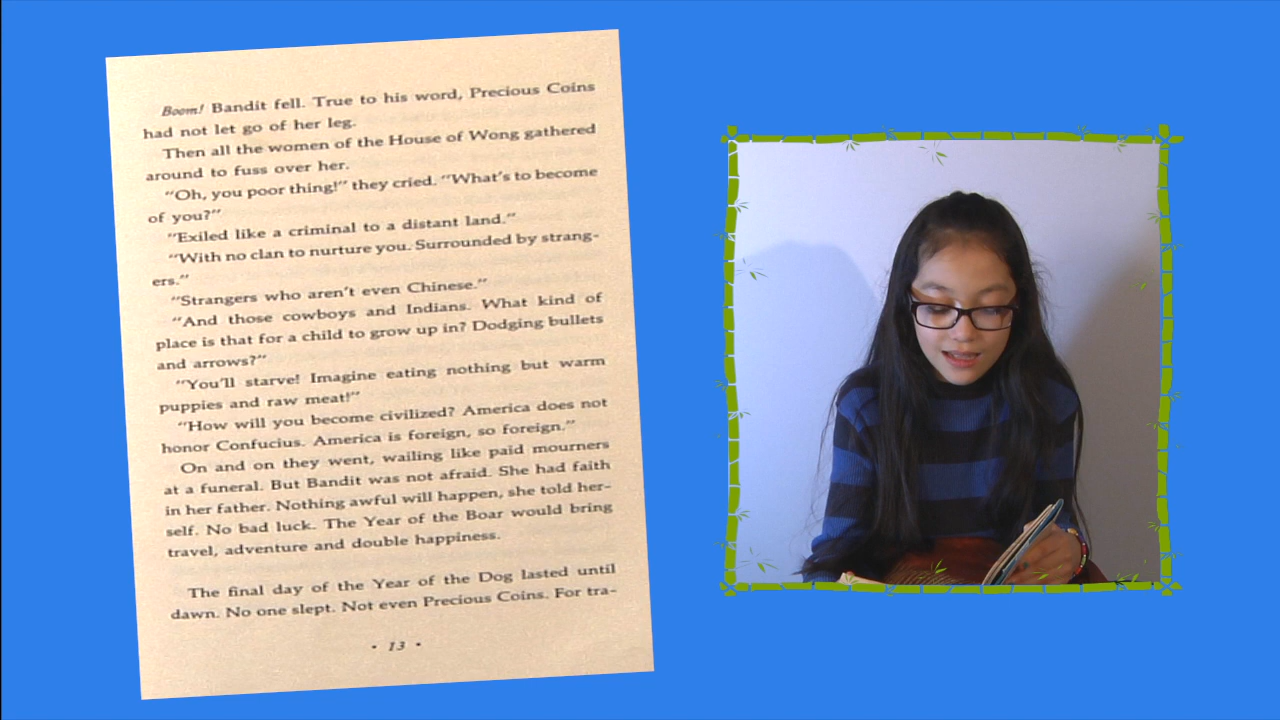 Boom! Bandit fell. True to his word, Precious Coins
had not let go of her leg.
Then all the women of the House of Wong gathered
around to fuss over her.
"Oh, you poor thing!" they cried. "What's to become
of you?"
"Exiled like a criminal to a distant land."
"With no clan to nurture you. Surrounded by strang-
ers."
"Strangers who aren't even Chinese."
"And those cowboys and Indians. What kind of
place is that for a child to grow up in? Dodging bullets
and arrows?"
"You'll starve! Imagine eating nothing but warm
puppies and raw meat!"
"How will you become civilized? America does not
honor Confucius. America is foreign, so foreign."
On and on they went, wailing like paid mourners
at a funeral. But Bandit was not afraid. She had faith
in her father. Nothing awful will happen, she told her-
self. No bad luck. The Year of the Boar would bring
travel, adventure and double happiness.
The final day of the Year of the Dog lasted until
dawn. No one slept. Not even Precious Coins. For tra-
• 13 •